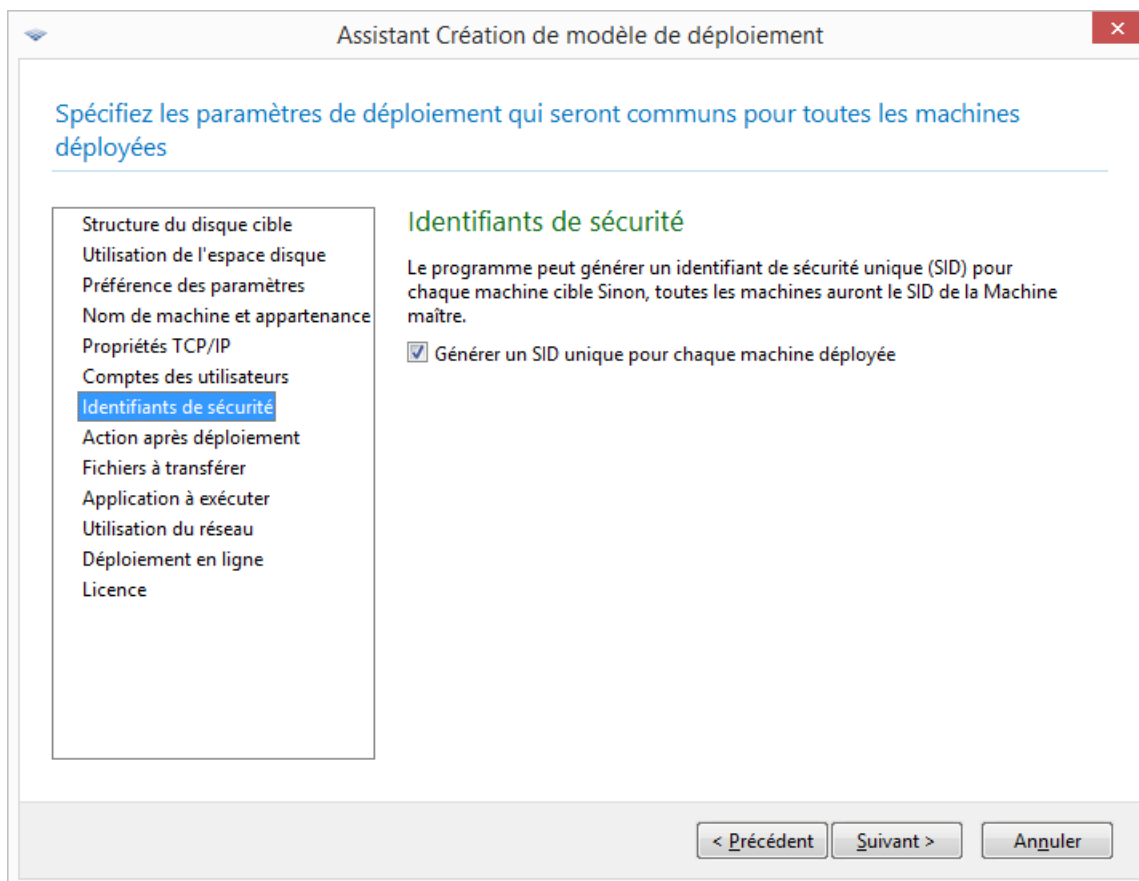 Assistant Création de modèle de déploiement
Spécifiez les paramètres de déploiement qui seront communs pour toutes les machines
déployées
Structure du disque cible
Utilisation de l'espace disque
Préférence des paramètres
Nom de machine et appartenance
Propriétés TCP/IP
Comptes des utilisateurs
Identifiants de sécurité
Action après déploiement
Fichiers à transférer
Application à exécuter
Utilisation du réseau
Déploiement en ligne
Licence
Identifiants de sécurité
Le programme peut générer un identifiant de sécurité unique (SID) pour
chaque machine cible Sinon, toutes les machines auront le SID de la Machine
maître.
Générer un SID unique pour chaque machine déployée
< Précédent
Suivant >
Annuler